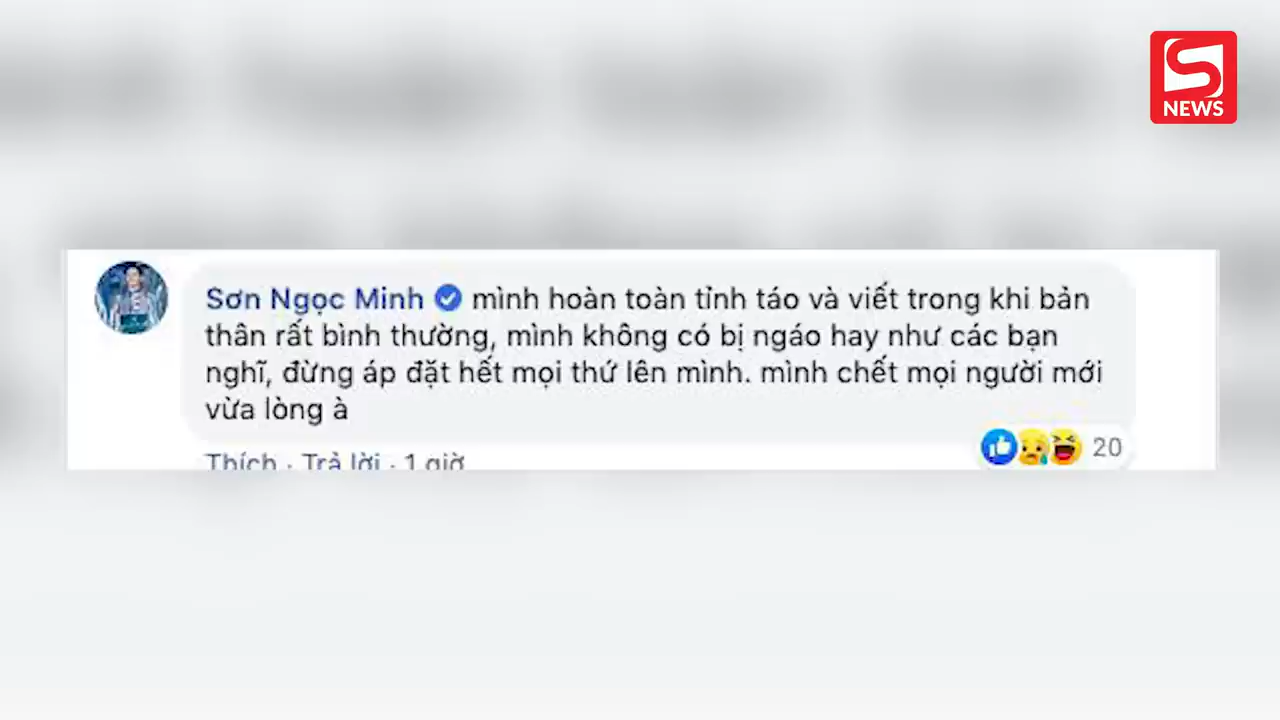 S
NEWS
Sơn Ngọc Minh mình hoàn toàn tỉnh táo và viết trong khi bản
thân rất bình thường, mình không có bị ngáo hay như các bạn
nghĩ, đừng áp đặt hết mọi thứ lên mình. mình chết mọi người mới
vừa lòng à
20
Thích · Trả lời · 1 giờ